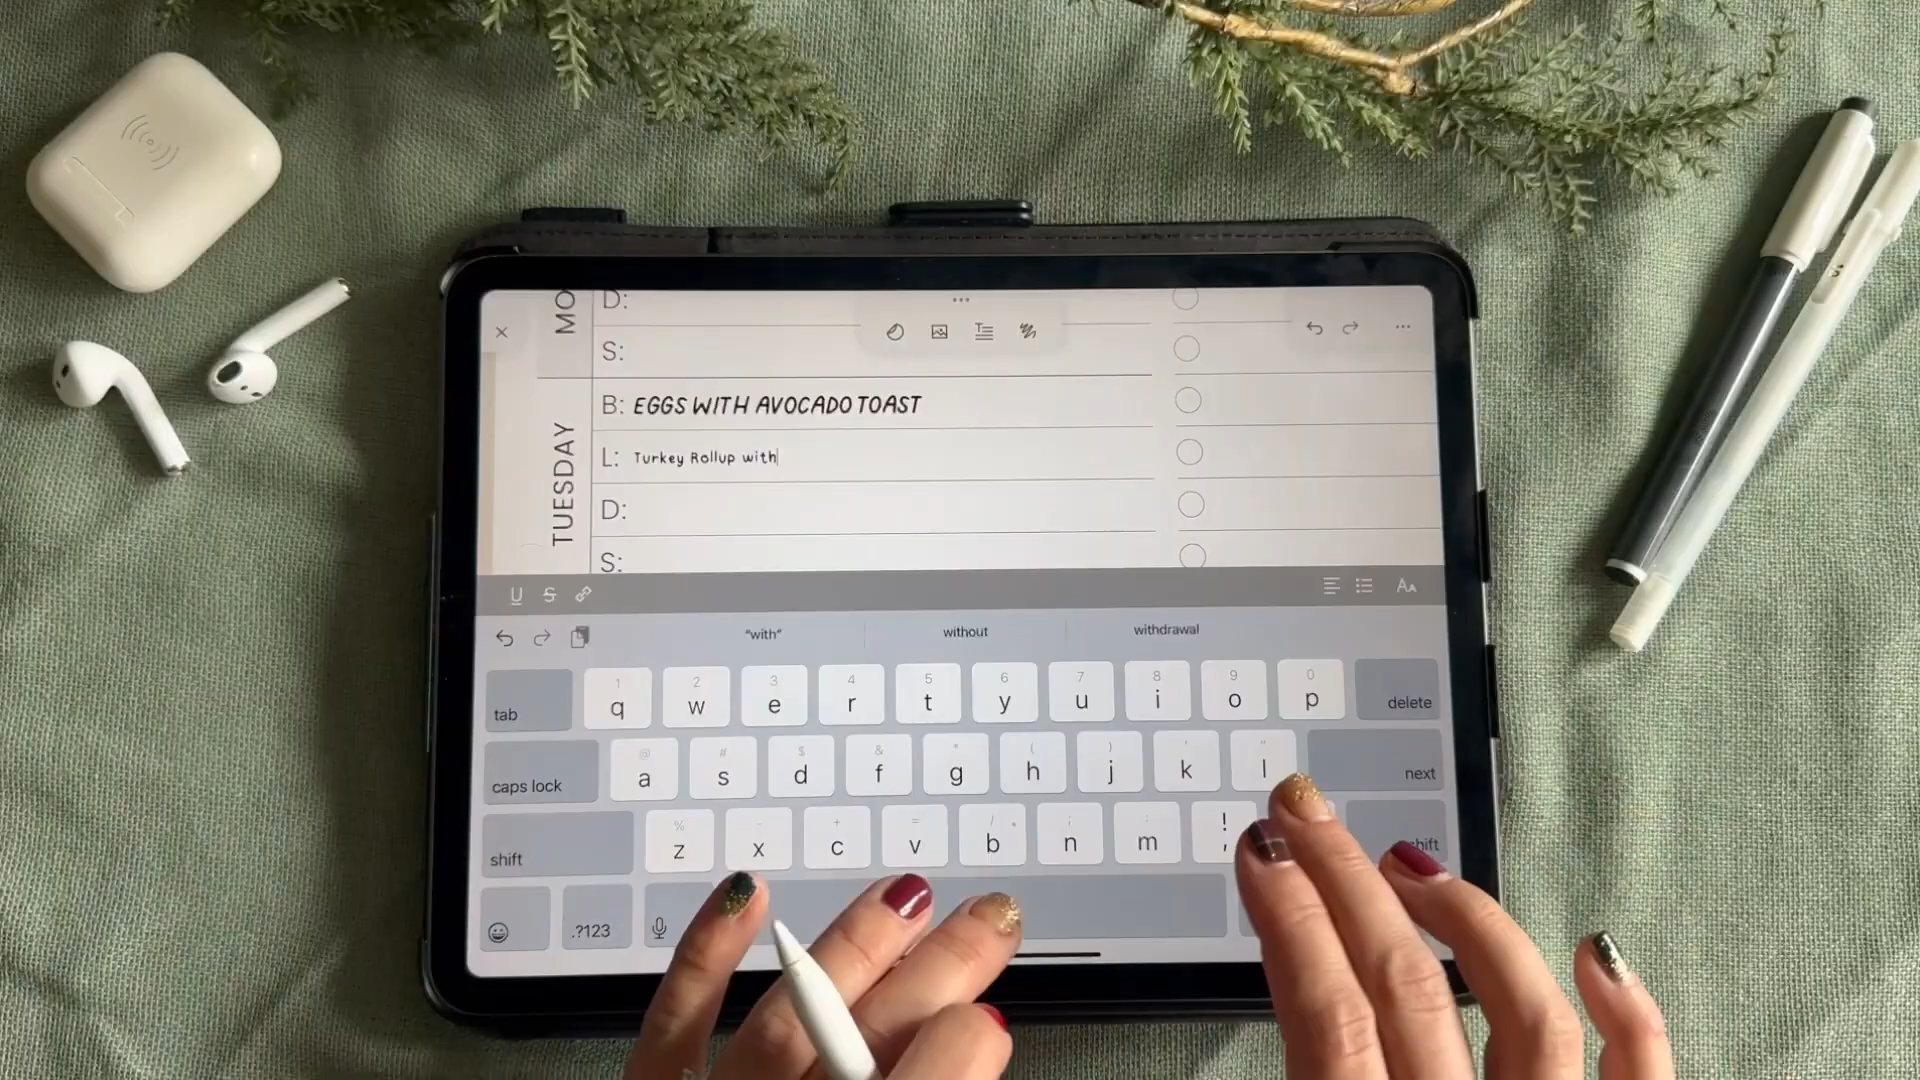 MO
D:
S:
TUESDAY
B: EGGS WITH AVOCADO TOAST
L: Turkey Rollup with
D:
S:
U S AA
"with" without withdrawal
1 2 3 4 5 6 7 8 9 0
tab q w e r t y u i o p delete
@ # $ & * ( ) ' "
caps lock a s d f g h j k l next
% - + = / ; : !
shift z x c v b n m , shift
.?123